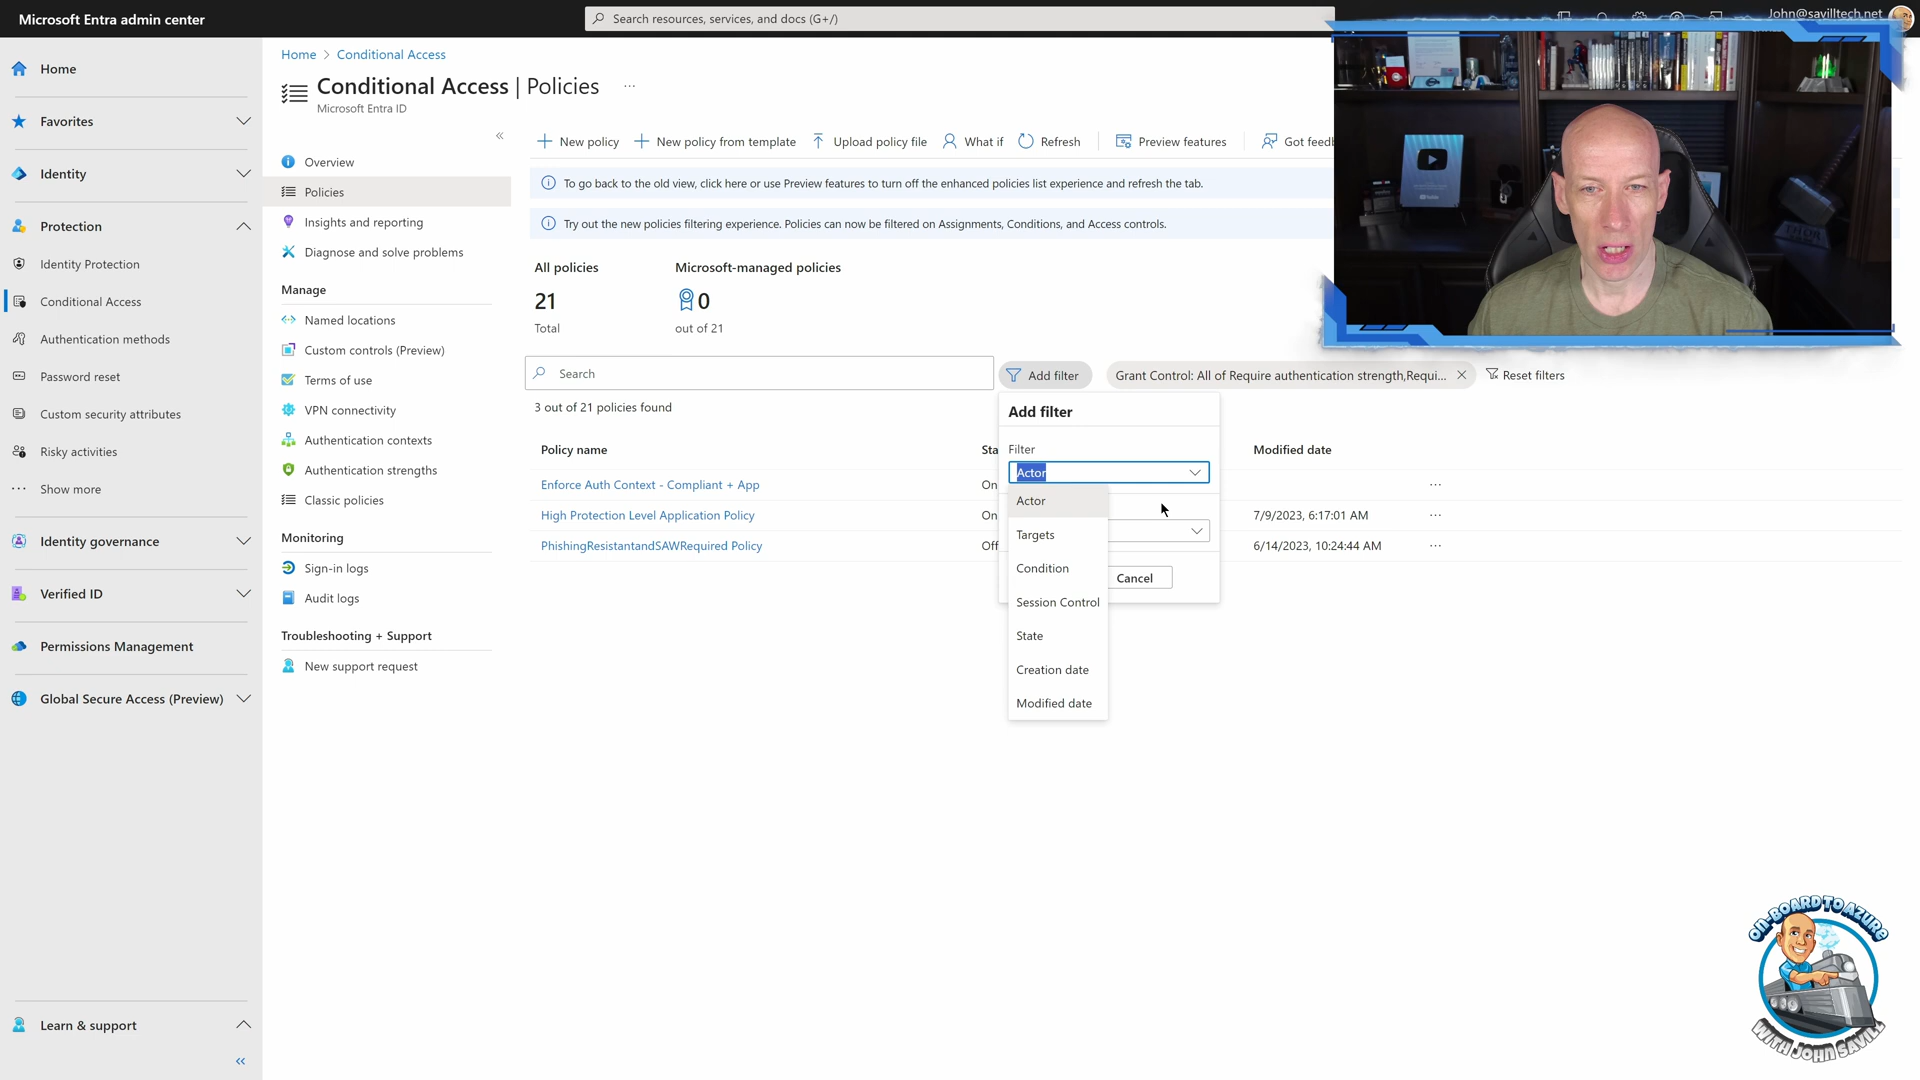 Microsoft Entra admin center
Search resources, services, and docs (G+/)
John@savilltech.net
Home
Favorites
Identity
Protection
Identity Protection
Conditional Access
Authentication methods
Password reset
Custom security attributes
Risky activities
Show more
Identity governance
Verified ID
Permissions Management
Global Secure Access (Preview)
Learn & support
Home > Conditional Access
Conditional Access | Policies
Microsoft Entra ID
Overview
Policies
Insights and reporting
Diagnose and solve problems
Manage
Named locations
Custom controls (Preview)
Terms of use
VPN connectivity
Authentication contexts
Authentication strengths
Classic policies
Monitoring
Sign-in logs
Audit logs
Troubleshooting + Support
New support request
New policy New policy from template Upload policy file What if Refresh Preview features Got feedb
To go back to the old view, click here or use Preview features to turn off the enhanced policies list experience and refresh the tab.
Try out the new policies filtering experience. Policies can now be filtered on Assignments, Conditions, and Access controls.
All policies Microsoft-managed policies
21 0
Total out of 21
Search Add filter Grant Control: All of Require authentication strength,Requi... Reset filters
3 out of 21 policies found
Policy name Sta Modified date
Enforce Auth Context - Compliant + App On
High Protection Level Application Policy On 7/9/2023, 6:17:01 AM
PhishingResistantandSAWRequired Policy Off 6/14/2023, 10:24:44 AM
Add filter
Filter
Actor
Actor
Targets
Condition
Session Control
State
Creation date
Modified date
Cancel
ON-BOARD TO AZURE
WITH JOHN SAVILL